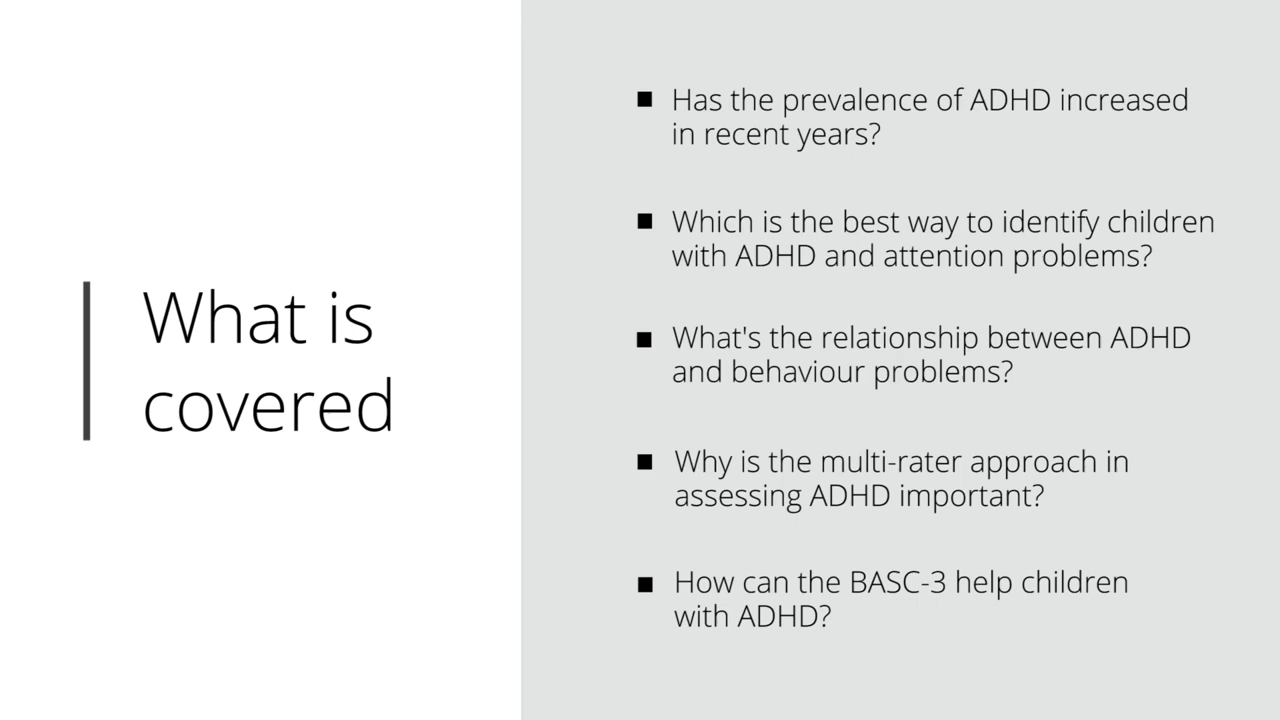 What is
covered
■ Has the prevalence of ADHD increased
in recent years?
■ Which is the best way to identify children
with ADHD and attention problems?
■ What's the relationship between ADHD
and behaviour problems?
■ Why is the multi-rater approach in
assessing ADHD important?
■ How can the BASC-3 help children
with ADHD?